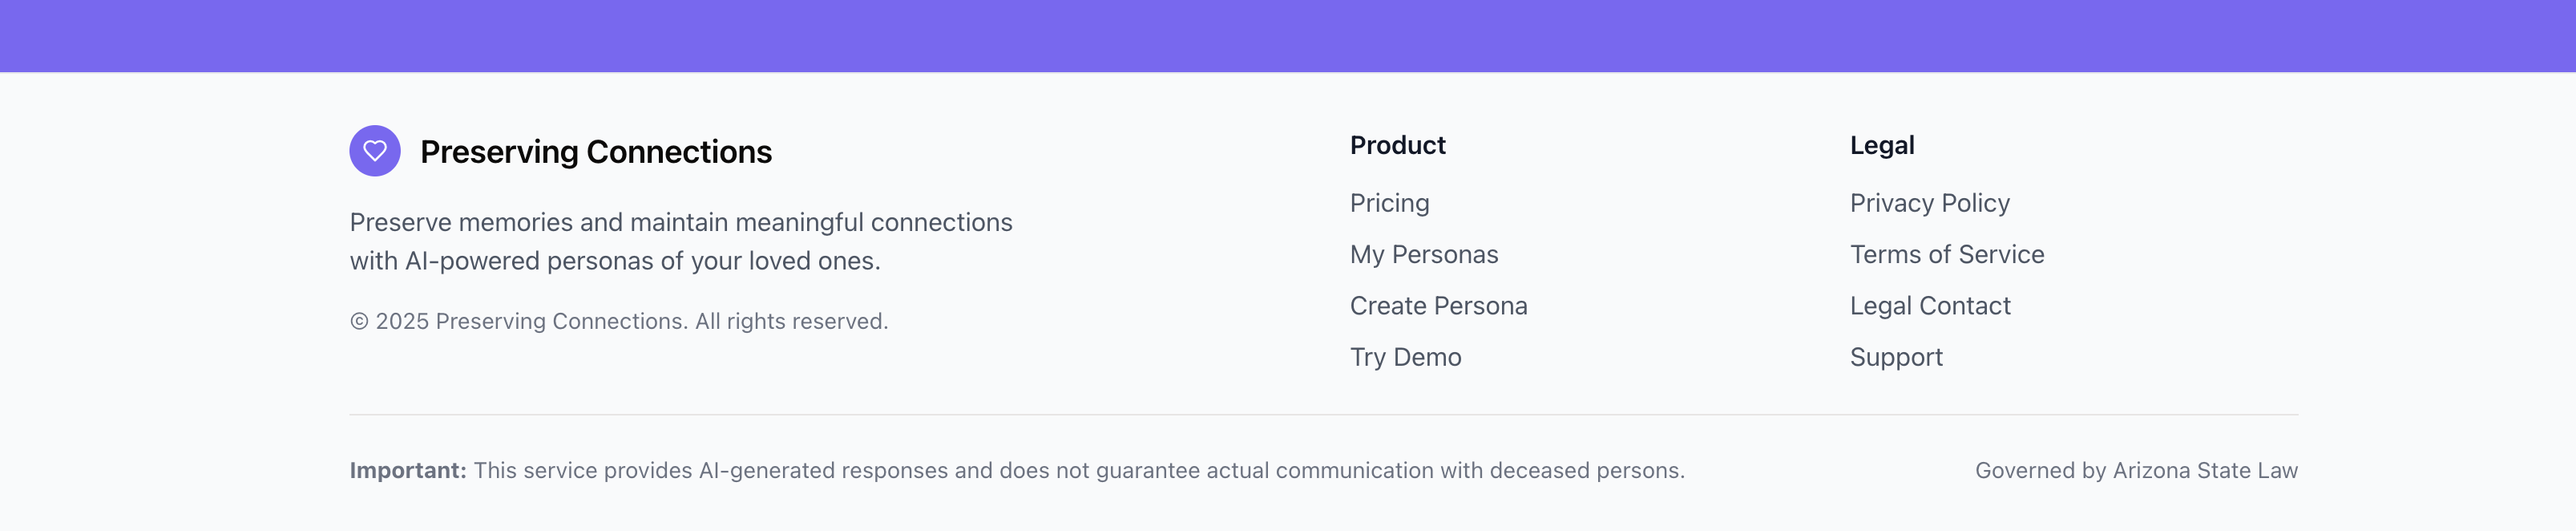 Preserving Connections
Preserve memories and maintain meaningful connections
with AI-powered personas of your loved ones.
© 2025 Preserving Connections. All rights reserved.
Product
Pricing
My Personas
Create Persona
Try Demo
Legal
Privacy Policy
Terms of Service
Legal Contact
Support
Important: This service provides AI-generated responses and does not guarantee actual communication with deceased persons.
Governed by Arizona State Law